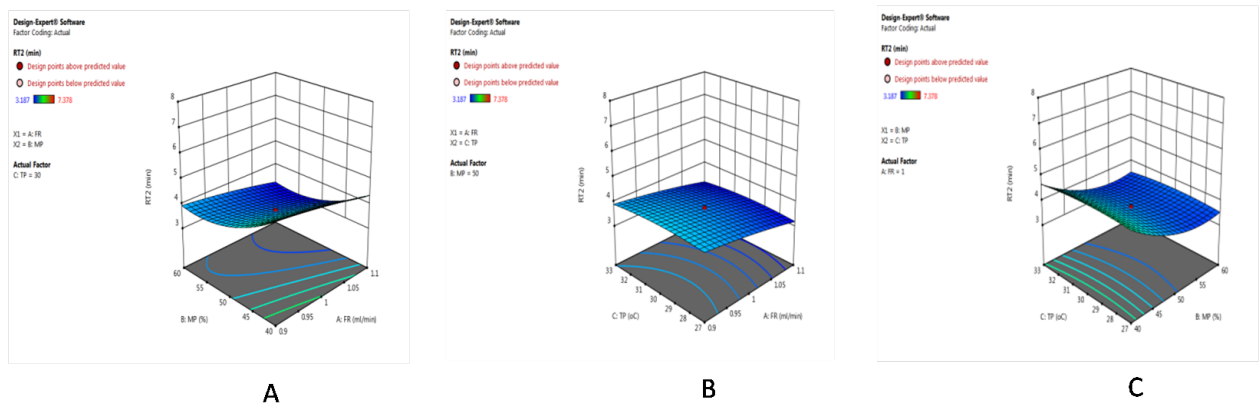 Design-Expert® Software
Factor Coding: Actual
RT2 (min)
Design points above predicted value
Design points below predicted value
3.187 7.378
X1 = A: FR
X2 = B: MP
Actual Factor
C: TP = 30
8
7
6
5
4
3
RT2 (min)
60
55
50
45
40
B: MP (%)
1.1
1.05
1
0.95
0.9
A: FR (ml/min)
A
Design-Expert® Software
Factor Coding: Actual
RT2 (min)
Design points above predicted value
Design points below predicted value
3.187 7.378
X1 = A: FR
X2 = C: TP
Actual Factor
B: MP = 50
8
7
6
5
4
3
RT2 (min)
33
32
31
30
29
28
27
C: TP (oC)
1.1
1.05
1
0.95
0.9
A: FR (ml/min)
B
Design-Expert® Software
Factor Coding: Actual
RT2 (min)
Design points above predicted value
Design points below predicted value
3.187 7.378
X1 = B: MP
X2 = C: TP
Actual Factor
A: FR = 1
8
7
6
5
4
3
RT2 (min)
33
32
31
30
29
28
27
C: TP (oC)
60
55
50
45
40
B: MP (%)
C